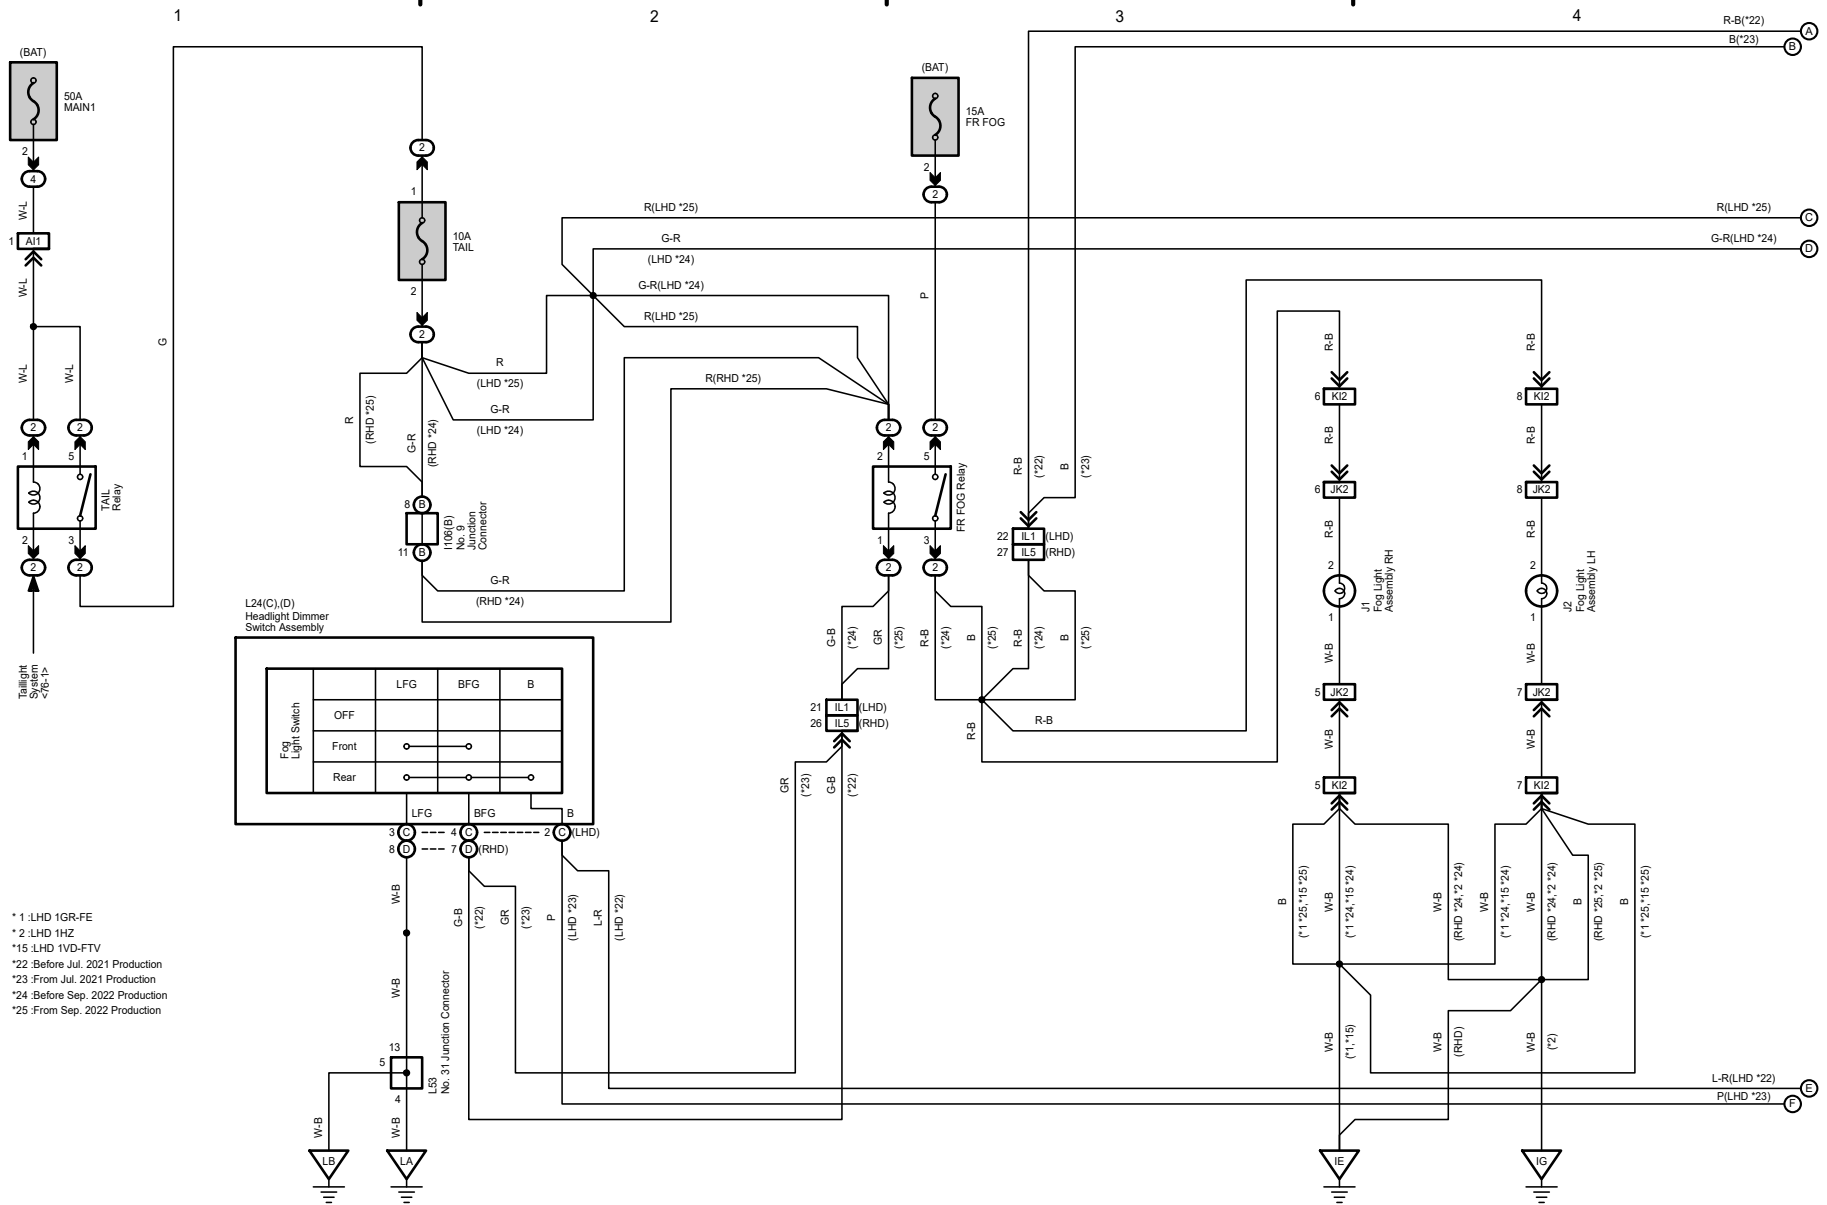 1
2
3
4
R-B(*22)
A
B(*23)
B
(BAT)
50A
MAIN1
2
4
W-L
1
AI1
W-L
W-L
W-L
2
2
1
5
TAIL
Relay
2
3
2
2
Taillight
System
<76-1>
G
2
1
10A
TAIL
2
2
R
(RHD *25)
G-R
(RHD *24)
R
(LHD *25)
G-R
(LHD *24)
8
B
11
B
I106(B)
No. 9
Junction
Connector
G-R
(RHD *24)
R(LHD *25)
G-R
(LHD *24)
G-R(LHD *24)
R(LHD *25)
R(RHD *25)
(BAT)
15A
FR FOG
2
2
P
R(LHD *25)
C
G-R(LHD *24)
D
2
2
2
5
FR FOG Relay
1
3
2
2
G-B
(*24)
GR
(*25)
R-B
(*24)
B
(*25)
R-B
(*24)
B
(*25)
R-B
(*22)
B
(*23)
22
IL1
(LHD)
27
IL5
(RHD)
21
IL1
(LHD)
26
IL5
(RHD)
R-B
R-B
GR
(*23)
G-B
(*22)
L24(C),(D)
Headlight Dimmer
Switch Assembly
Fog
Light Switch
LFG
BFG
B
OFF
Front
Rear
LFG
BFG
B
3
C
4
C
2
C
(LHD)
8
D
7
D
(RHD)
W-B
G-B
(*22)
GR
(*23)
P
(LHD *23)
L-R
(LHD *22)
W-B
13
5
4
L53
No. 31 Junction Connector
W-B
W-B
LB
LA
R-B
R-B
6
KI2
8
KI2
R-B
R-B
6
JK2
8
JK2
R-B
R-B
2
1
J1
Fog Light
Assembly RH
2
1
J2
Fog Light
Assembly LH
W-B
W-B
5
JK2
7
JK2
W-B
W-B
5
KI2
7
KI2
B
(*1 *25,*15 *25)
W-B
(*1 *24,*15 *24)
W-B
(RHD *24,*2 *24)
W-B
(*1 *24,*15 *24)
W-B
(RHD *24,*2 *24)
B
(RHD *25,*2 *25)
B
(*1 *25,*15 *25)
W-B
(*1,*15)
W-B
(RHD)
W-B
(*2)
L-R(LHD *22)
E
P(LHD *23)
F
IE
IG
* 1 :LHD 1GR-FE
* 2 :LHD 1HZ
*15 :LHD 1VD-FTV
*22 :Before Jul. 2021 Production
*23 :From Jul. 2021 Production
*24 :Before Sep. 2022 Production
*25 :From Sep. 2022 Production